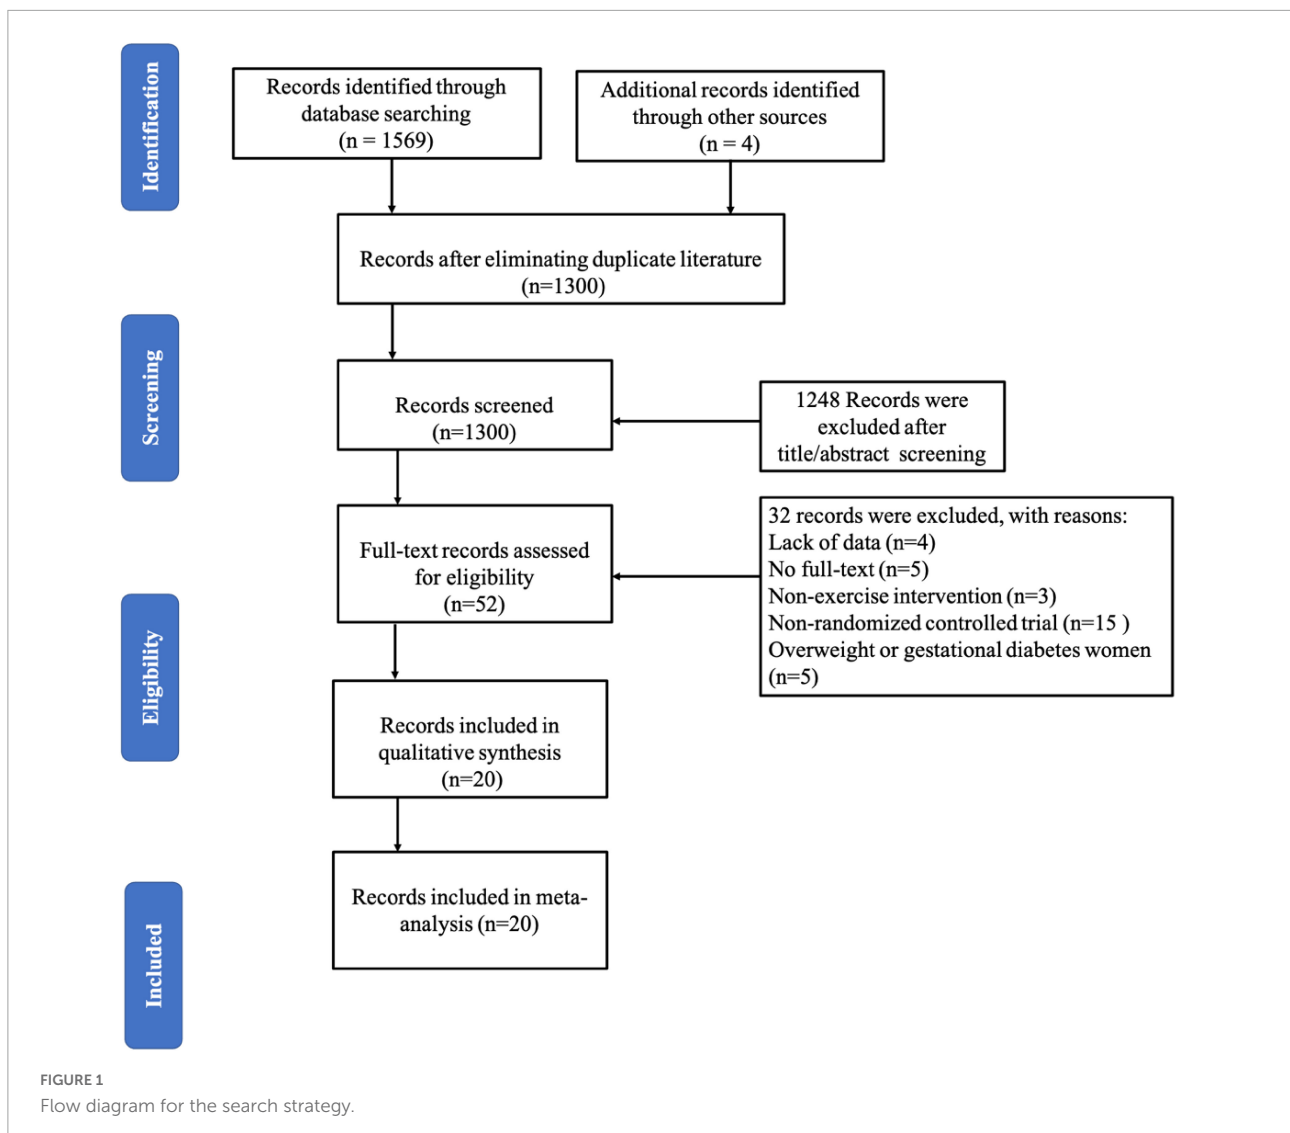 Identification
Records identified through
database searching
(n = 1569)
Additional records identified
through other sources
(n = 4)
Records after eliminating duplicate literature
(n=1300)
Screening
Records screened
(n=1300)
1248 Records were
excluded after
title/abstract screening
Eligibility
Full-text records assessed
for eligibility
(n=52)
32 records were excluded, with reasons:
Lack of data (n=4)
No full-text (n=5)
Non-exercise intervention (n=3)
Non-randomized controlled trial (n=15 )
Overweight or gestational diabetes women
(n=5)
Records included in
qualitative synthesis
(n=20)
Included
Records included in meta-
analysis (n=20)
FIGURE 1
Flow diagram for the search strategy.